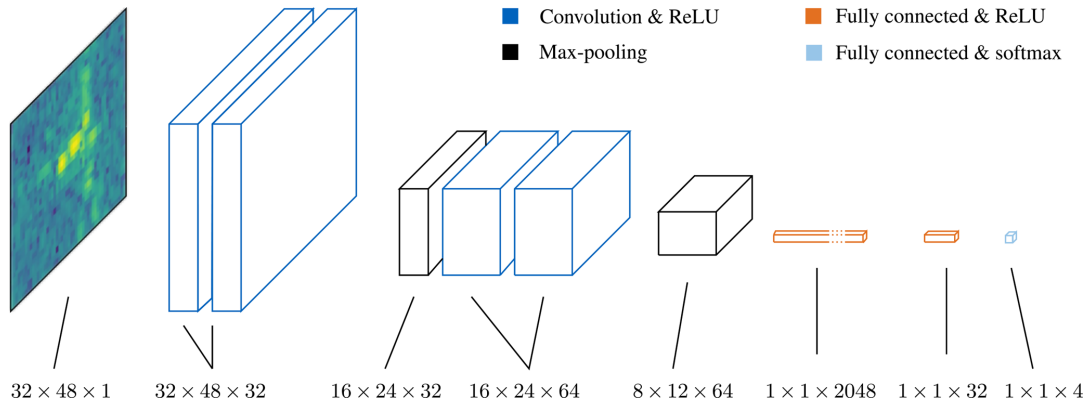 Convolution & ReLU
Max-pooling
Fully connected & ReLU
Fully connected & softmax
32 × 48 × 1
32 × 48 × 32
16 × 24 × 32
16 × 24 × 64
8 × 12 × 64
1 × 1 × 2048
1 × 1 × 32
1 × 1 × 4